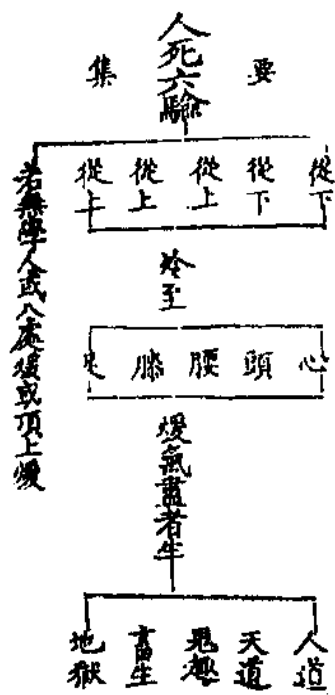 人死六驗
要
集
從下
從下
從上
從上
從上
若無學人或心處煖或頂上煖
冷至
心
頭
腰
膝
足
煖氣盡者生
人道
天道
鬼趣
畜生
地獄